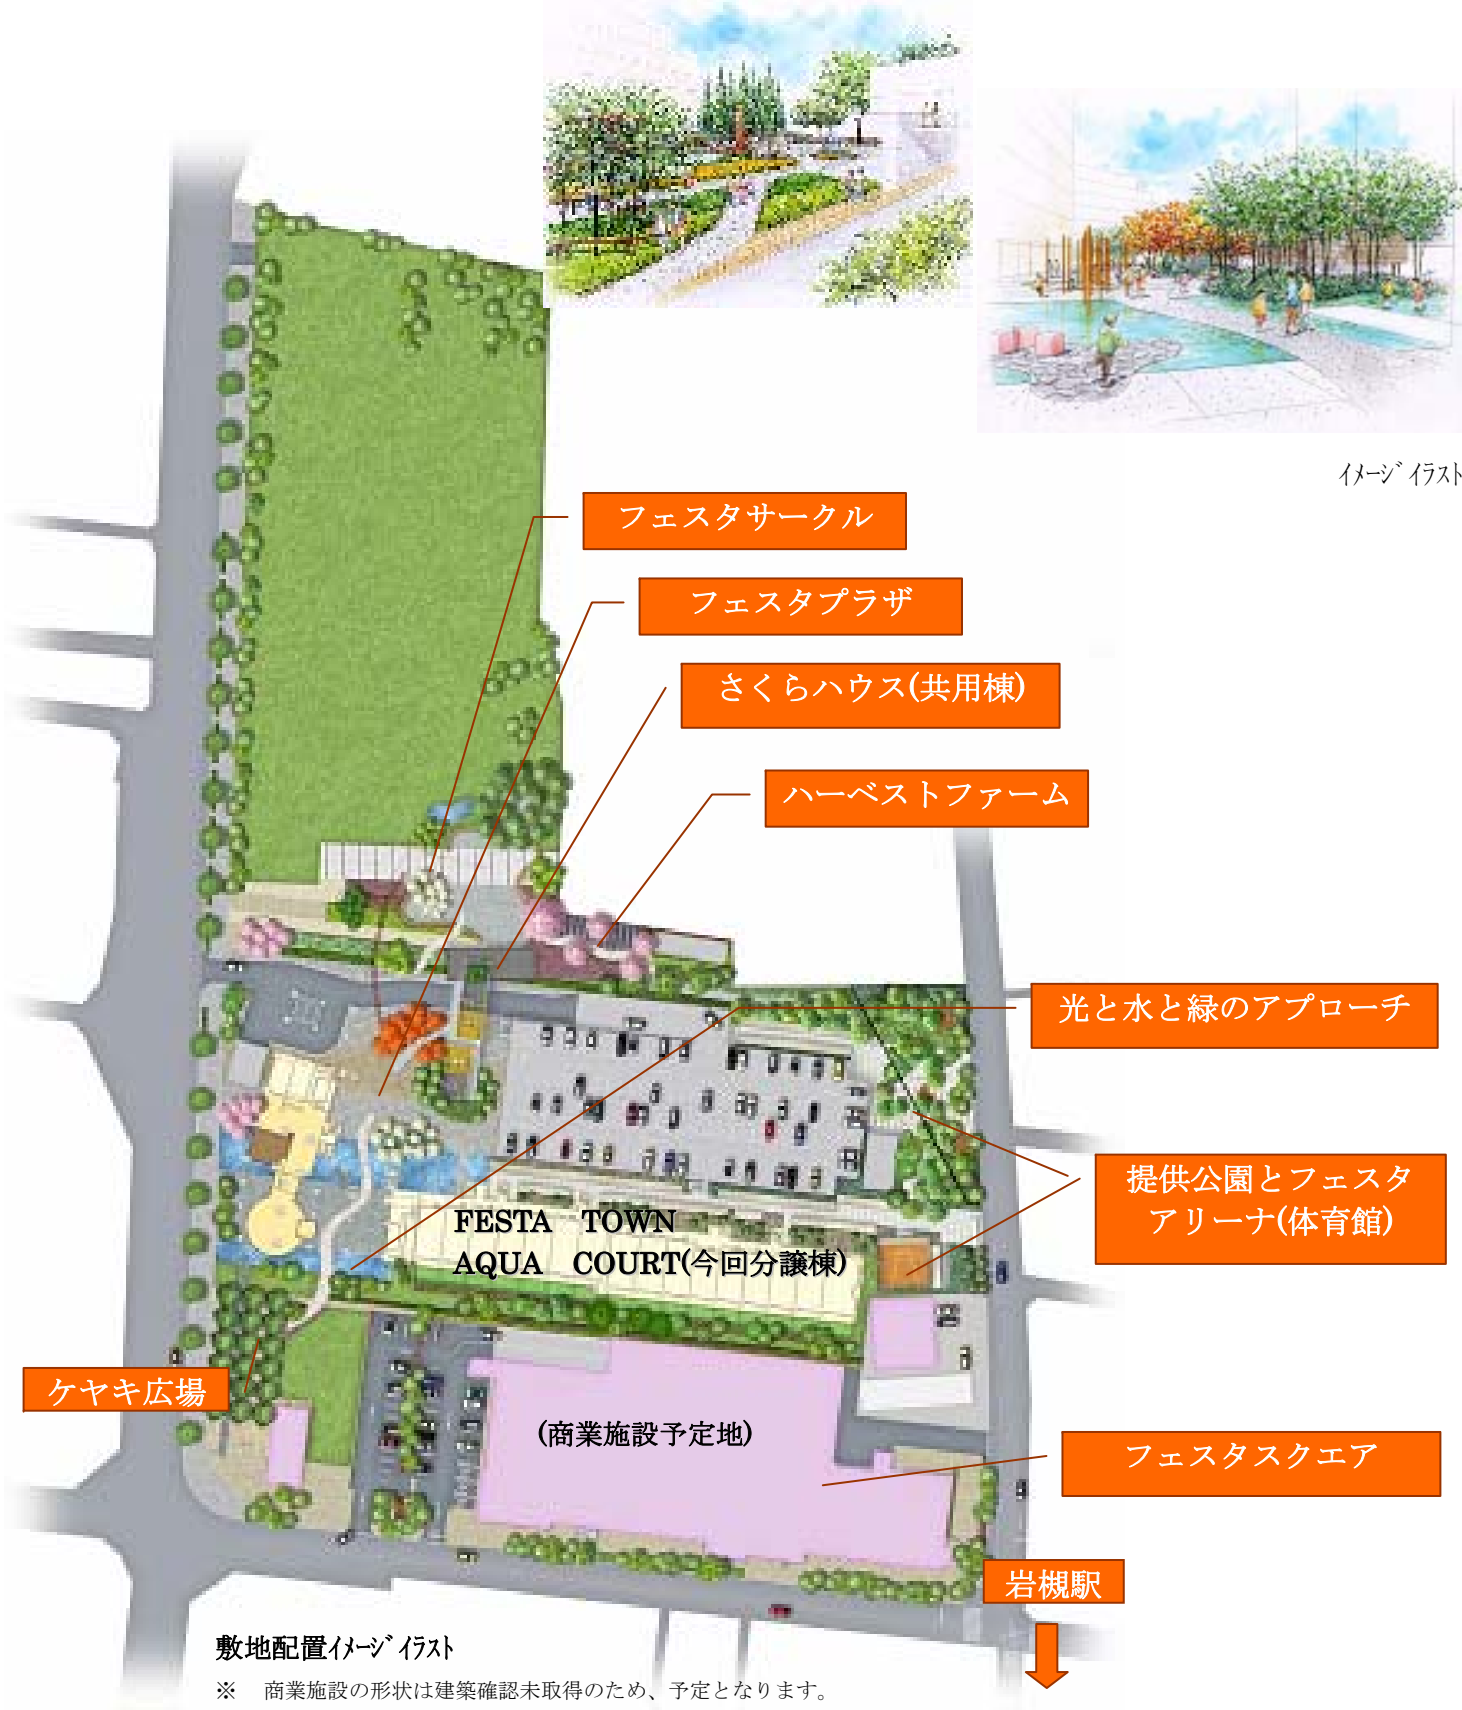 イメージイラスト
フェスタサークル
フェスタプラザ
さくらハウス(共用棟)
ハーベストファーム
光と水と緑のアプローチ
提供公園とフェスタ
アリーナ(体育館)
FESTA TOWN
AQUA COURT(今回分譲棟)
ケヤキ広場
(商業施設予定地)
フェスタスクエア
岩槻駅
敷地配置イメージイラスト
※ 商業施設の形状は建築確認未取得のため、予定となります。